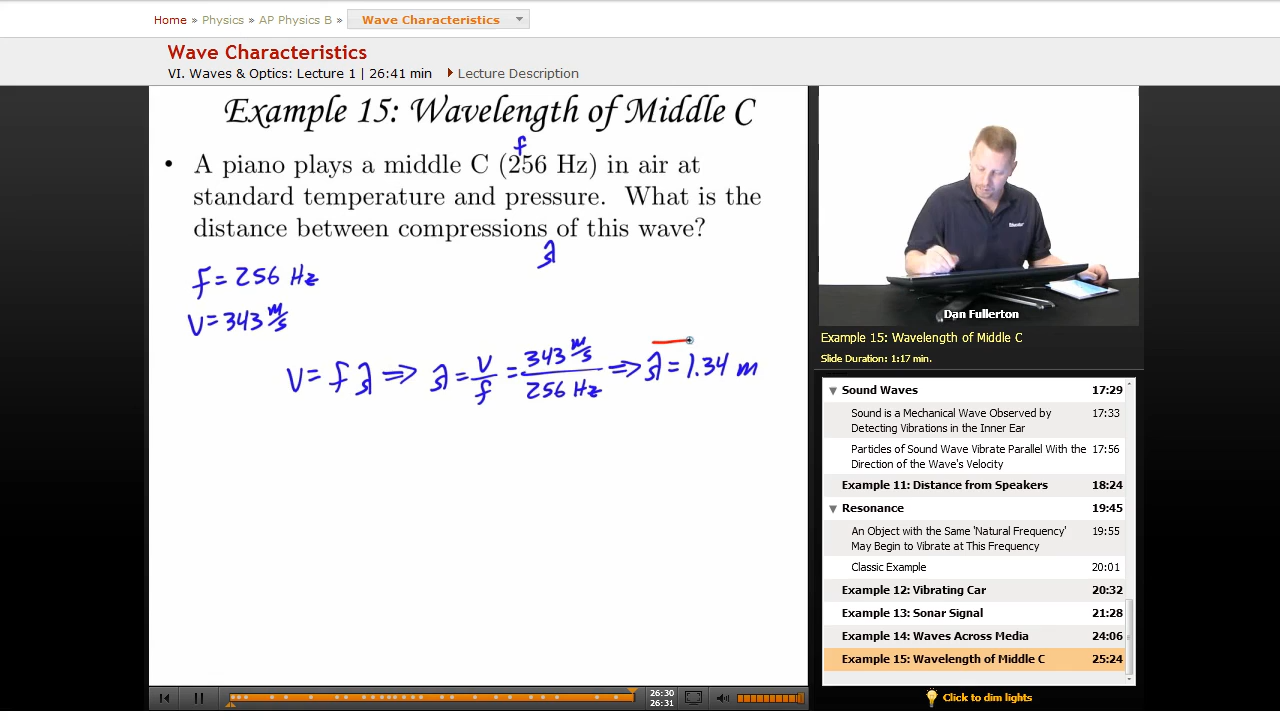 Home » Physics » AP Physics B » Wave Characteristics
Wave Characteristics
VI. Waves & Optics: Lecture 1 | 26:41 min Lecture Description
Example 15: Wavelength of Middle C
f
• A piano plays a middle C (256 Hz) in air at
standard temperature and pressure. What is the
distance between compressions of this wave?
λ
f = 256 Hz
v = 343 m/s
v = f λ ⇒ λ = v/f = 343 m/s / 256 Hz ⇒ λ = 1.34 m
Dan Fullerton
Example 15: Wavelength of Middle C
Slide Duration: 1:17 min.
Sound Waves 17:29
Sound is a Mechanical Wave Observed by 17:33
Detecting Vibrations in the Inner Ear
Particles of Sound Wave Vibrate Parallel With the 17:56
Direction of the Wave's Velocity
Example 11: Distance from Speakers 18:24
Resonance 19:45
An Object with the Same 'Natural Frequency' 19:55
May Begin to Vibrate at This Frequency
Classic Example 20:01
Example 12: Vibrating Car 20:32
Example 13: Sonar Signal 21:28
Example 14: Waves Across Media 24:06
Example 15: Wavelength of Middle C 25:24
26:30
26:31
Click to dim lights